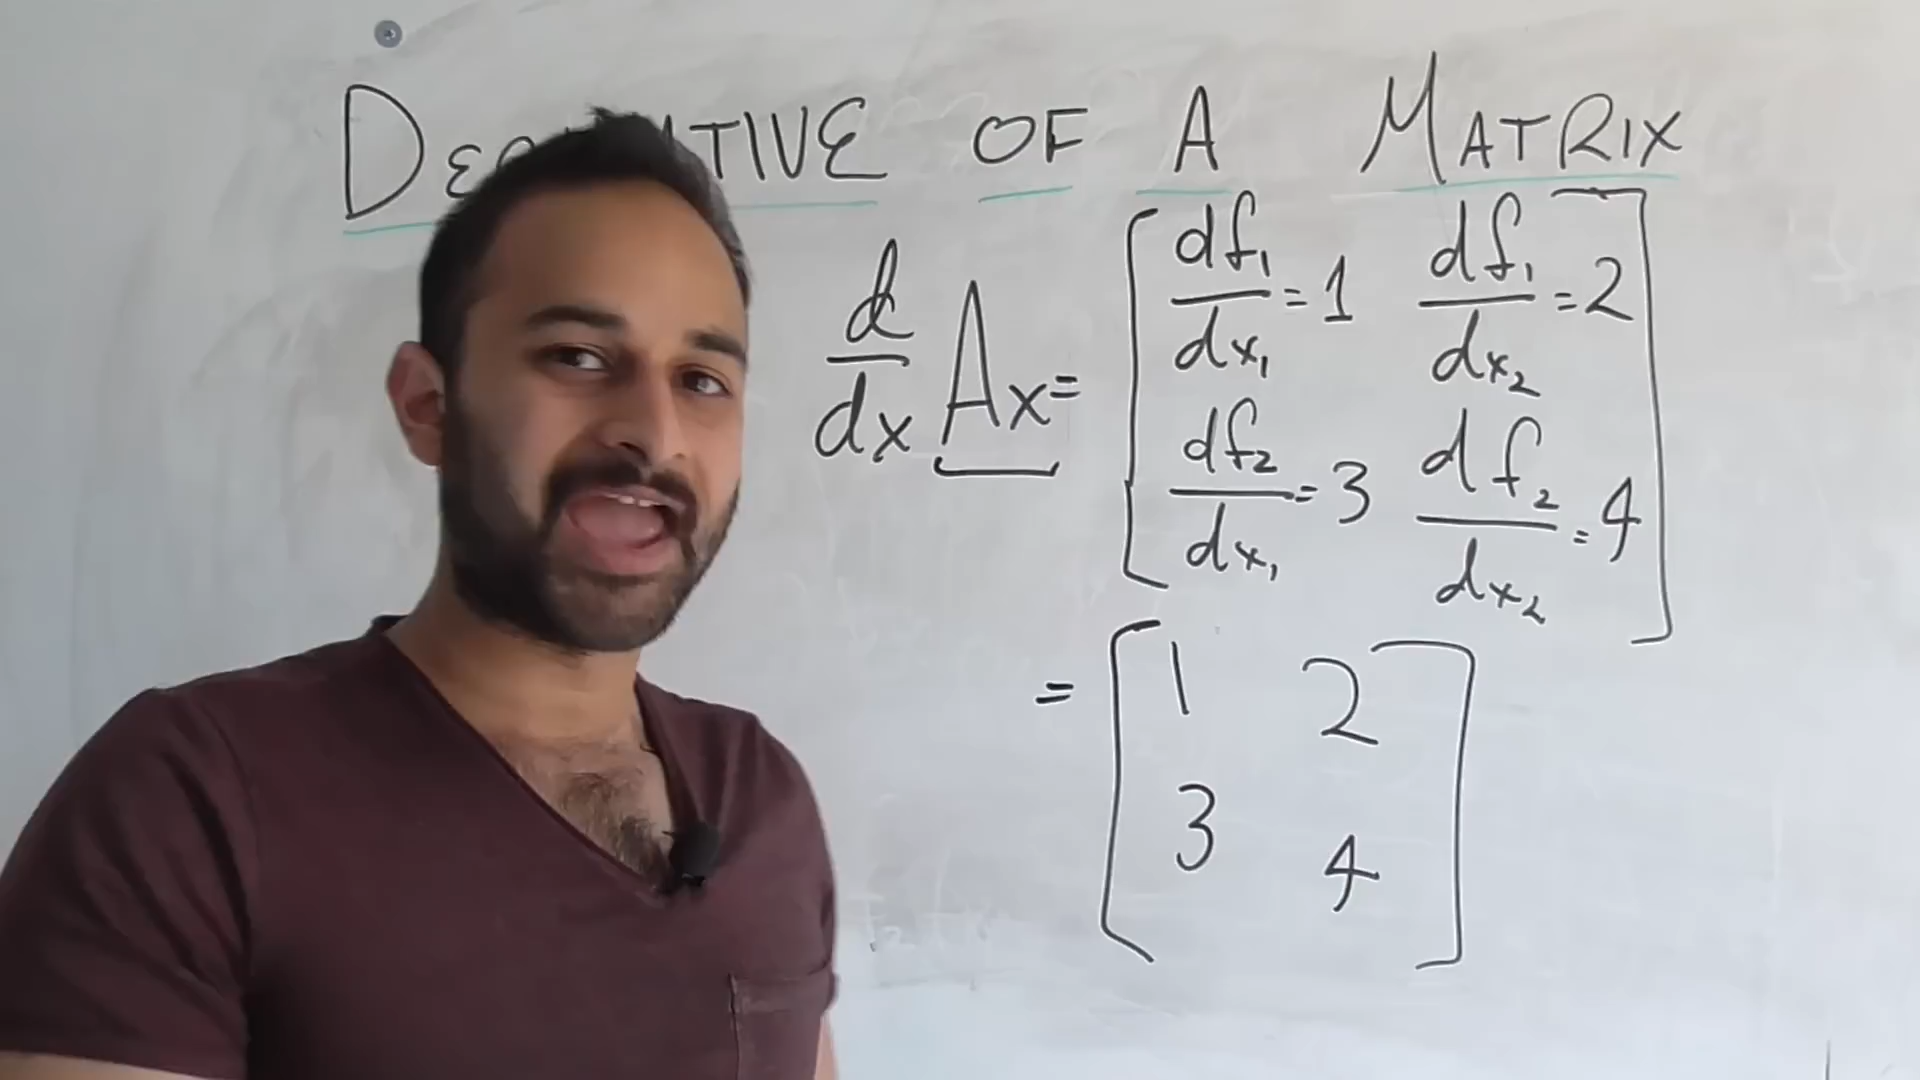 OF A MATRIX
d/dx Ax = [df₁/dx₁ = 1 df₁/dx₂ = 2
df₂/dx₁ = 3 df₂/dx₂ = 4]
= [1 2
3 4]